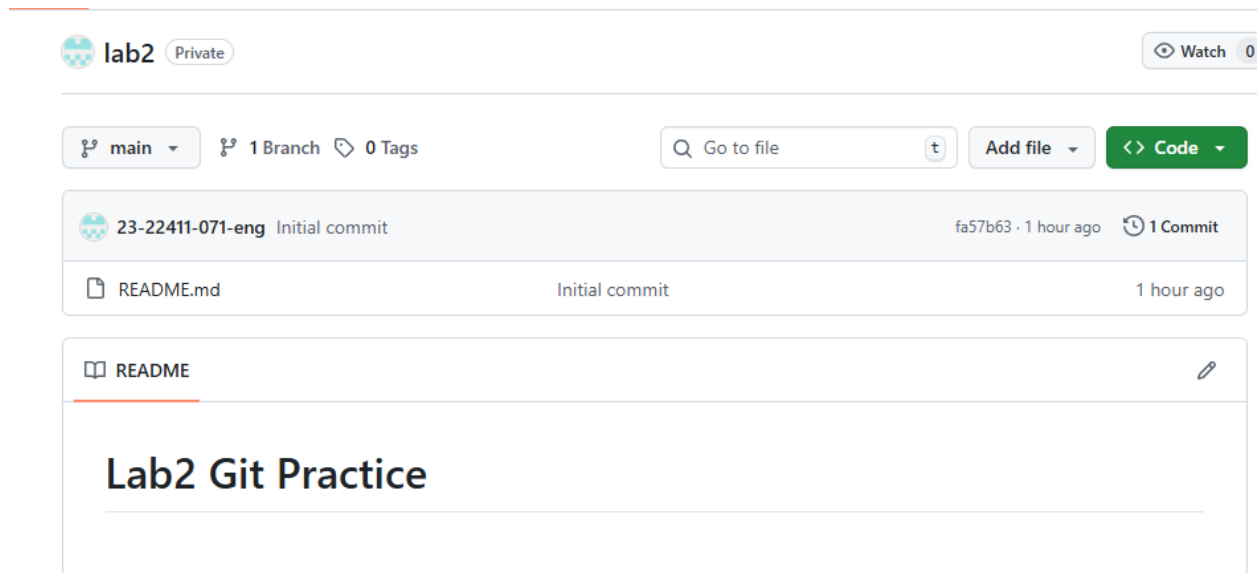 lab2 Private
Watch 0
main 1 Branch 0 Tags Go to file t Add file Code
23-22411-071-eng Initial commit fa57b63 · 1 hour ago 1 Commit
README.md Initial commit 1 hour ago
README
Lab2 Git Practice